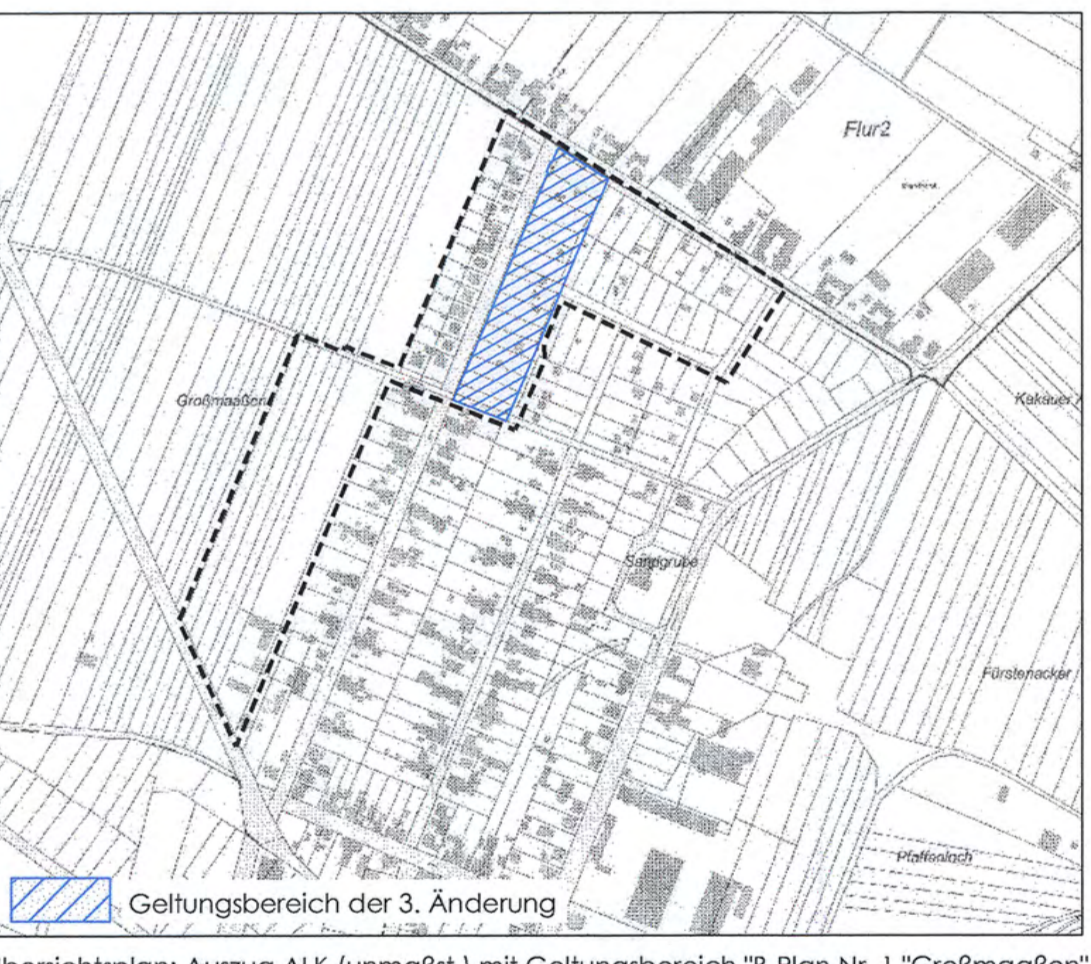 Flur2
Großmaaßen
Kakauer
Sandgrube
Fürstenacker
Pfaffenloch
Geltungsbereich der 3. Änderung
bersichtsplan: Auszug ALK (unmaßst.) mit Geltungsbereich "B-Plan Nr. 1 "Großmaaßen"